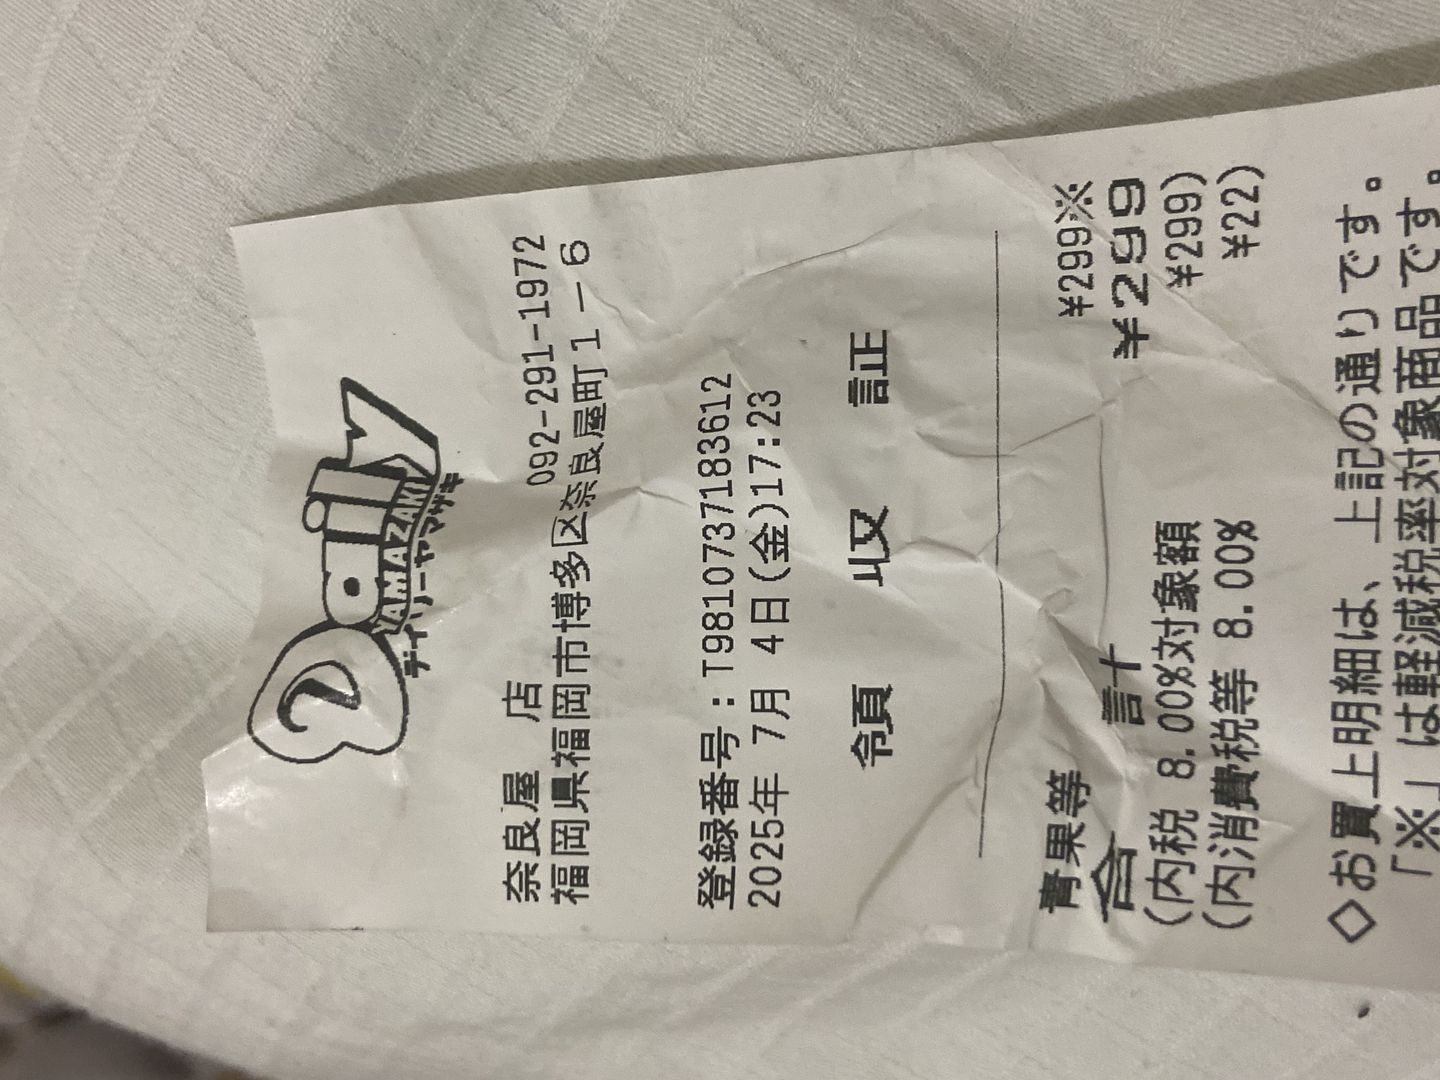 Daily
YAMAZAKI
デイリーヤマザキ
奈良屋 店 092-291-1972
福岡県福岡市博多区奈良屋町1-6
登録番号:T9810737183612
2025年 7月 4日(金)17:23
領 収 証
青果等 ¥299※
合 計 ¥299
(内税 8.00%対象額 ¥299)
(内消費税等 8.00% ¥22)
◇お買上明細は、上記の通りです。
「※」は軽減税率対象商品です。